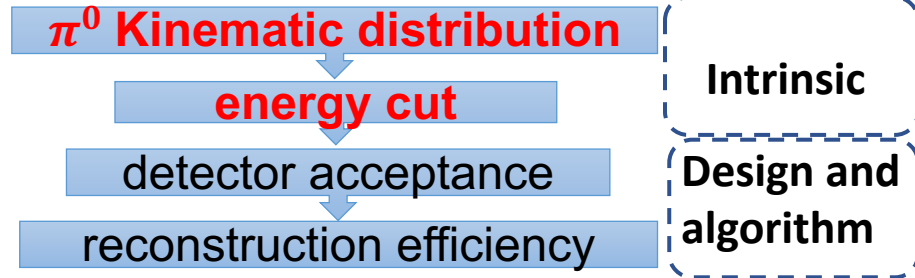 π⁰ Kinematic distribution
energy cut
Intrinsic
detector acceptance
reconstruction efficiency
Design and
algorithm